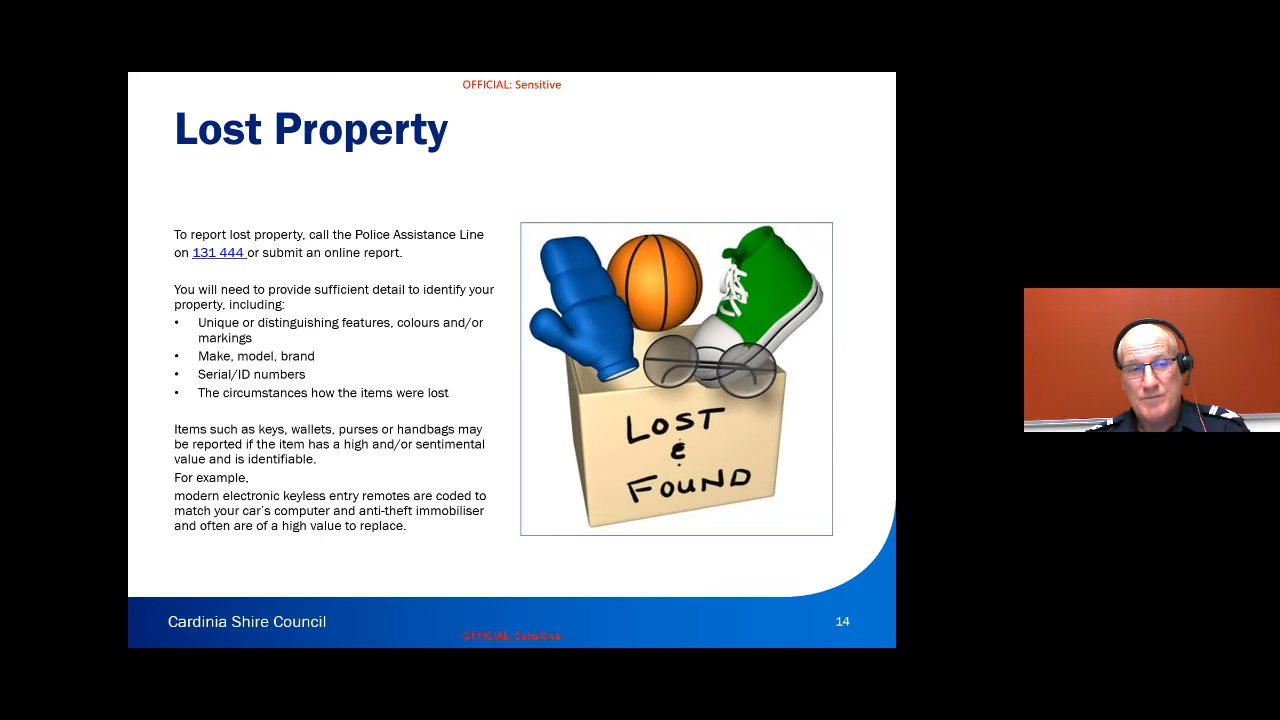 OFFICIAL: Sensitive
Lost Property
To report lost property, call the Police Assistance Line
on 131 444 or submit an online report.
You will need to provide sufficient detail to identify your
property, including:
• Unique or distinguishing features, colours and/or
markings
• Make, model, brand
• Serial/ID numbers
• The circumstances how the items were lost
Items such as keys, wallets, purses or handbags may
be reported if the item has a high and/or sentimental
value and is identifiable.
For example,
modern electronic keyless entry remotes are coded to
match your car's computer and anti-theft immobiliser
and often are of a high value to replace.
LOST
&
FOUND
Cardinia Shire Council
14
OFFICIAL: Sensitive